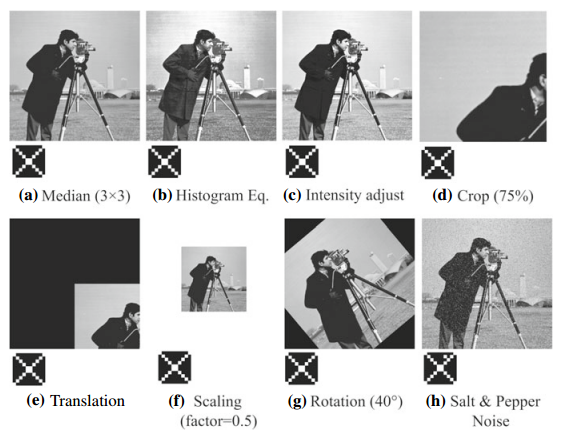 (a) Median (3×3)
(b) Histogram Eq.
(c) Intensity adjust
(d) Crop (75%)
(e) Translation
(f) Scaling
(factor=0.5)
(g) Rotation (40°)
(h) Salt & Pepper
Noise